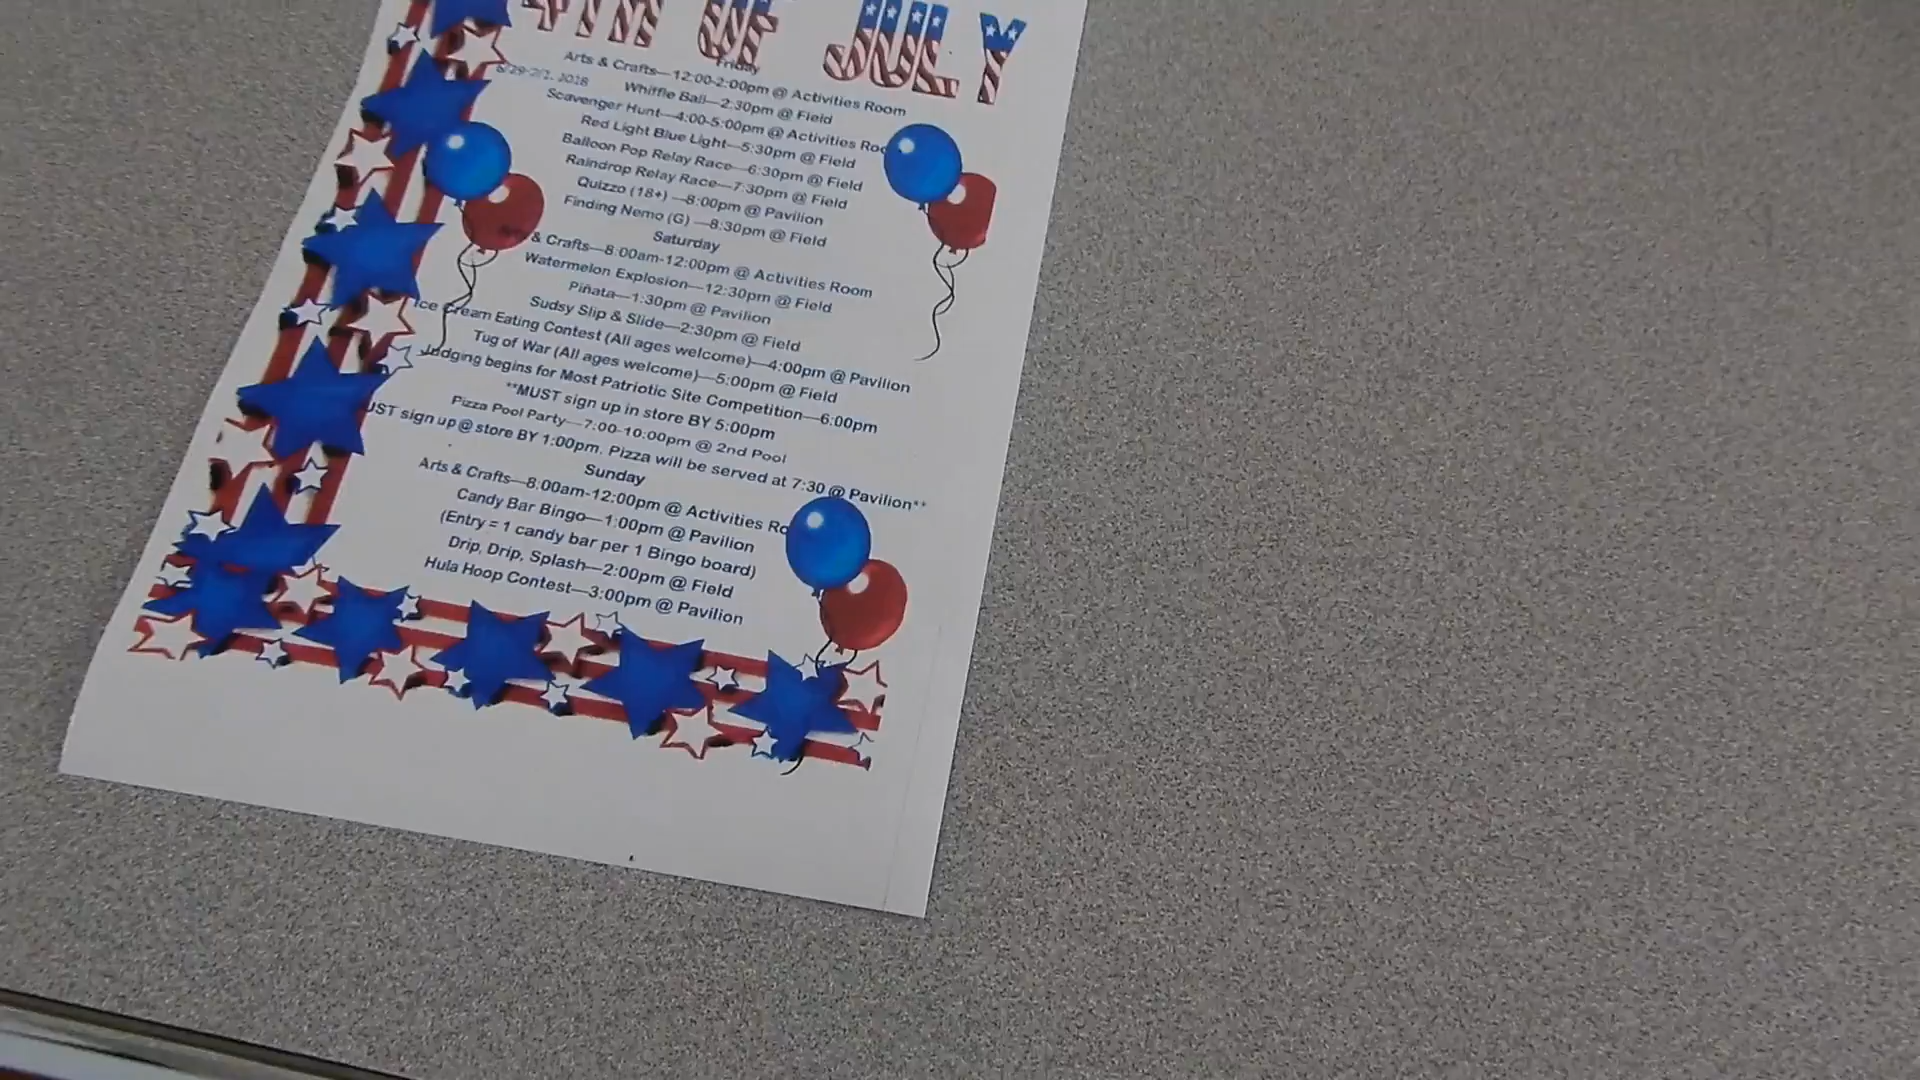 4TH OF JULY
Friday
6/29-7/1, 2018
Arts & Crafts—12:00-2:00pm @ Activities Room
Whiffle Ball—2:30pm @ Field
Scavenger Hunt—4:00-5:00pm @ Activities Roo
Red Light Blue Light—5:30pm @ Field
Balloon Pop Relay Race—6:30pm @ Field
Raindrop Relay Race—7:30pm @ Field
Quizzo (18+) —8:00pm @ Pavilion
Finding Nemo (G) —8:30pm @ Field
Saturday
Arts & Crafts—8:00am-12:00pm @ Activities Room
Watermelon Explosion—12:30pm @ Field
Piñata—1:30pm @ Pavilion
Sudsy Slip & Slide—2:30pm @ Field
Ice Cream Eating Contest (All ages welcome)—4:00pm @ Pavilion
Tug of War (All ages welcome)—5:00pm @ Field
Judging begins for Most Patriotic Site Competition—6:00pm
**MUST sign up in store BY 5:00pm
Pizza Pool Party—7:00-10:00pm @ 2nd Pool
UST sign up @ store BY 1:00pm. Pizza will be served at 7:30 @ Pavilion**
Sunday
Arts & Crafts—8:00am-12:00pm @ Activities Ro
Candy Bar Bingo—1:00pm @ Pavilion
(Entry = 1 candy bar per 1 Bingo board)
Drip, Drip, Splash—2:00pm @ Field
Hula Hoop Contest—3:00pm @ Pavilion